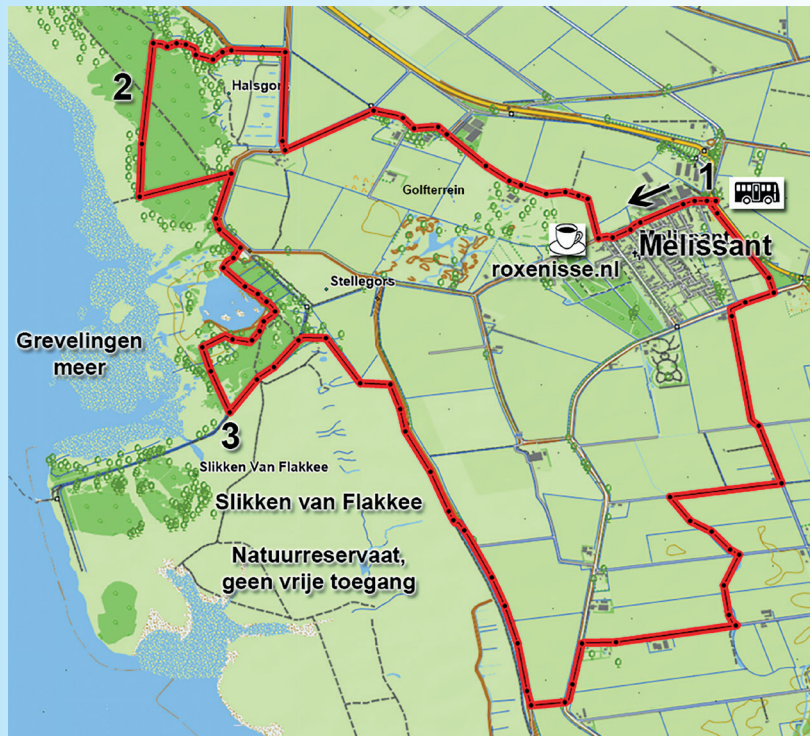 2
Halsgors
1
Golfterrein
Melissant
roxenisse.nl
Stellegors
Grevelingen
meer
3
Slikken Van Flakkee
Slikken van Flakkee
Natuurreservaat,
geen vrije toegang